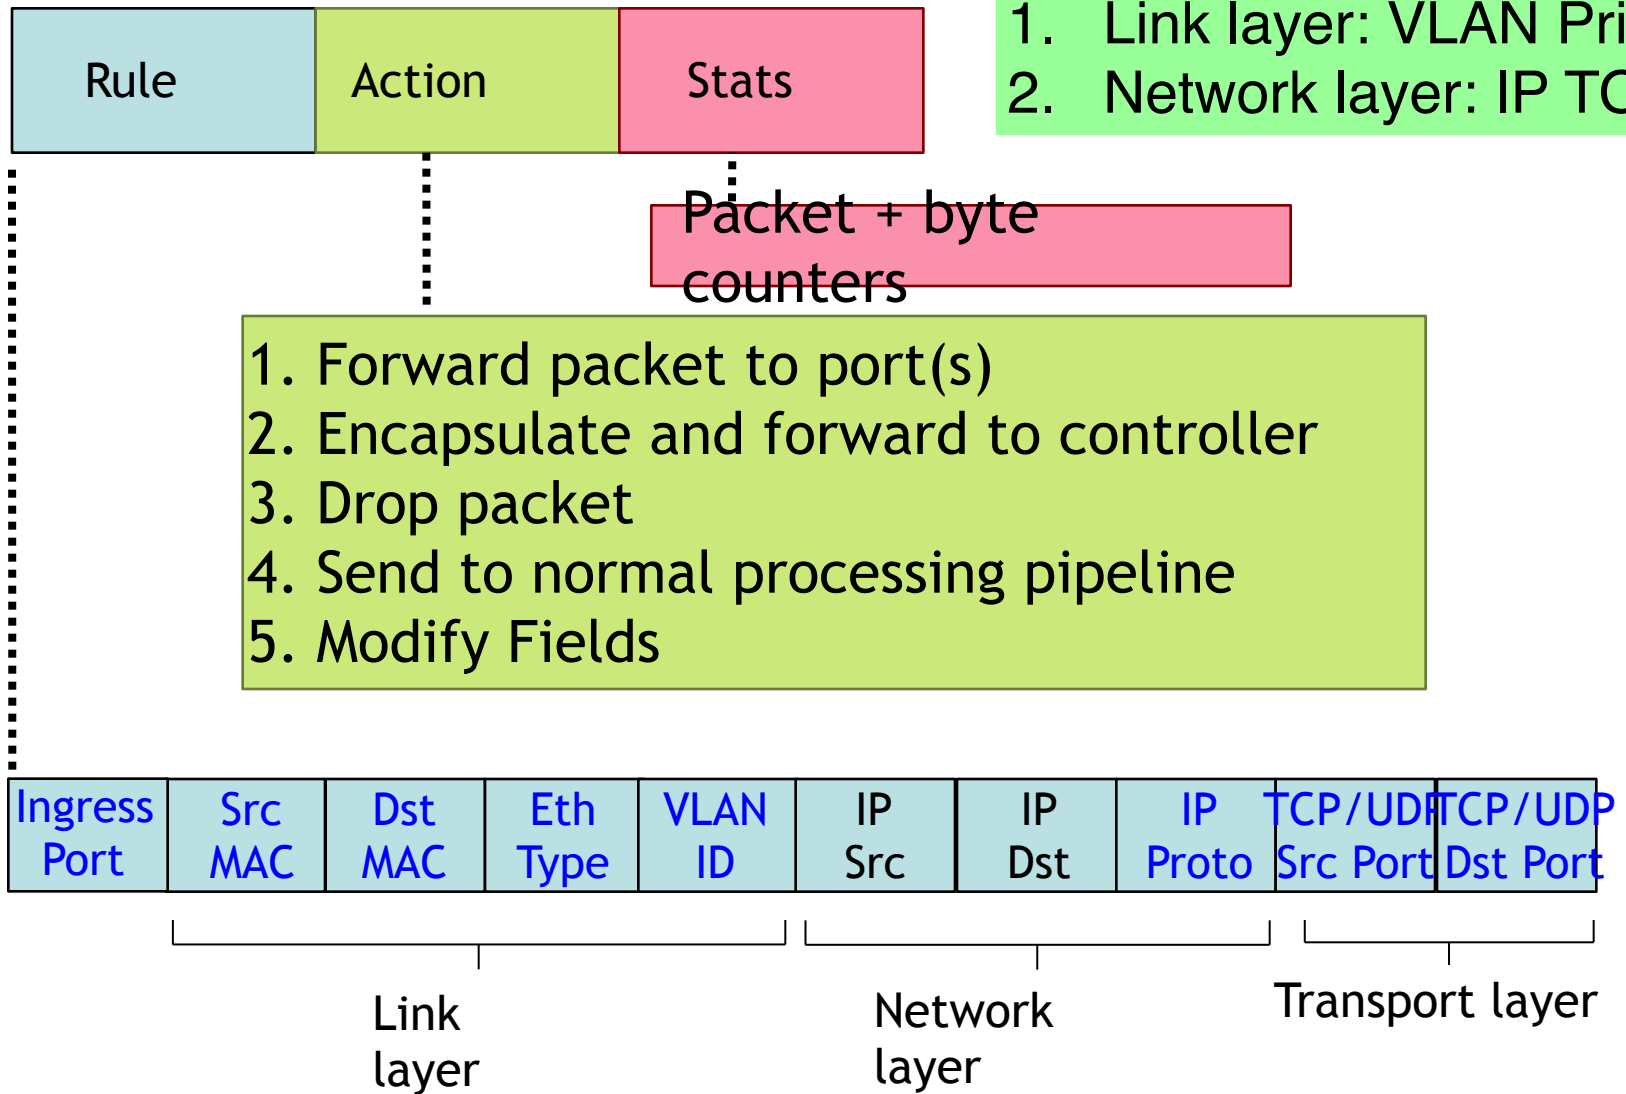 Rule
Action
Stats
1. Link layer: VLAN Pri
2. Network layer: IP TO
Packet + byte
counters
1. Forward packet to port(s)
2. Encapsulate and forward to controller
3. Drop packet
4. Send to normal processing pipeline
5. Modify Fields
Ingress
Port
Src
MAC
Dst
MAC
Eth
Type
VLAN
ID
IP
Src
IP
Dst
IP
Proto
TCP/UDP
Src Port
TCP/UDP
Dst Port
Link
layer
Network
layer
Transport layer